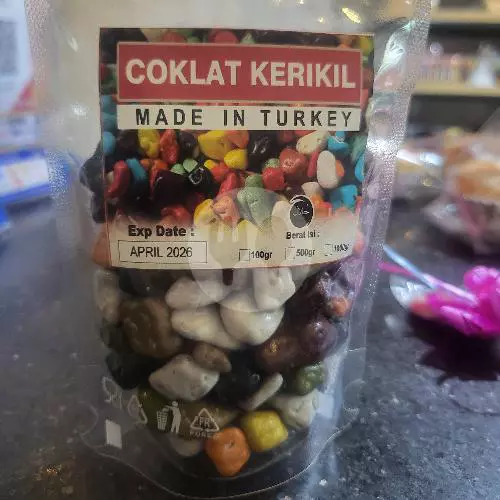 COKLAT KERIKIL
MADE IN TURKEY
Exp Date :
APRIL 2026
Berat Isi :
100gr
500gr